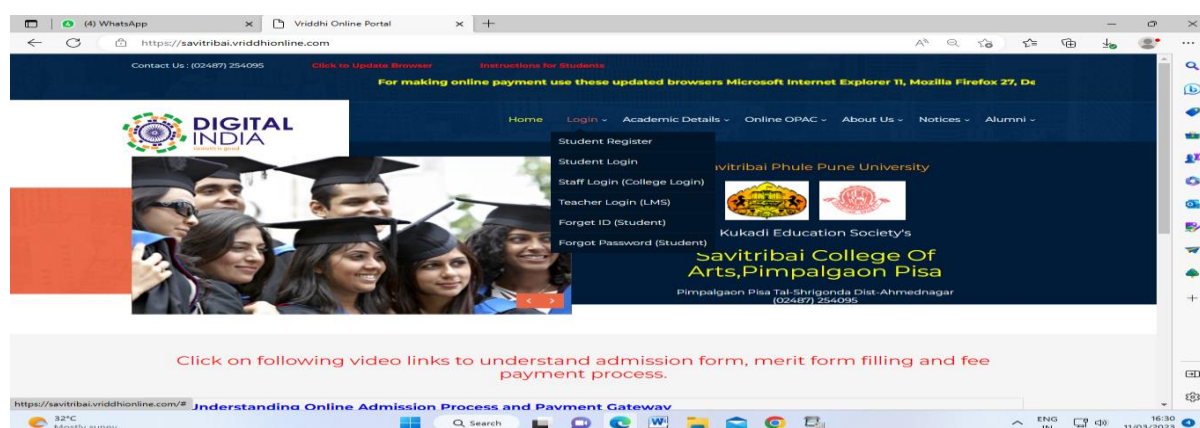 (4) WhatsApp
Vriddhi Online Portal
https://savitribai.vriddhionline.com
Contact Us : (02487) 254095 Click to Update Browser Instructions for Students
For making online payment use these updated browsers Microsoft Internet Explorer 11, Mozilla Firefox 27, De
DIGITAL
INDIA
Home Login Academic Details Online OPAC About Us Notices Alumni
Student Register
Student Login
Staff Login (College Login)
Teacher Login (LMS)
Forget ID (Student)
Forgot Password (Student)
avitribai Phule Pune University
Kukadi Education Society's
Savitribai College Of
Arts,Pimpalgaon Pisa
Pimpalgaon Pisa Tal-Shrigonda Dist-Ahmednagar
(02487) 254095
Click on following video links to understand admission form, merit form filling and fee
payment process.
https://savitribai.vriddhionline.com/#
Understanding Online Admission Process and Payment Gateway
32°C
Mostly sunny
Search
ENG
IN
16:30
11/03/2023